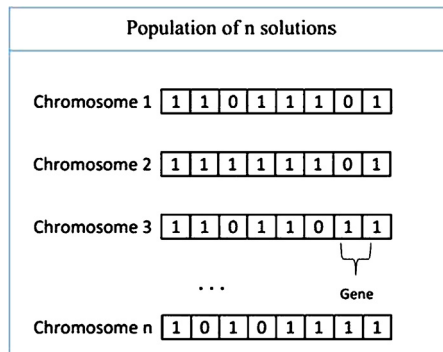 Population of n solutions
Chromosome 1 1 1 0 1 1 1 0 1
Chromosome 2 1 1 1 1 1 1 0 1
Chromosome 3 1 1 0 1 1 0 1 1
... Gene
Chromosome n 1 0 1 0 1 1 1 1